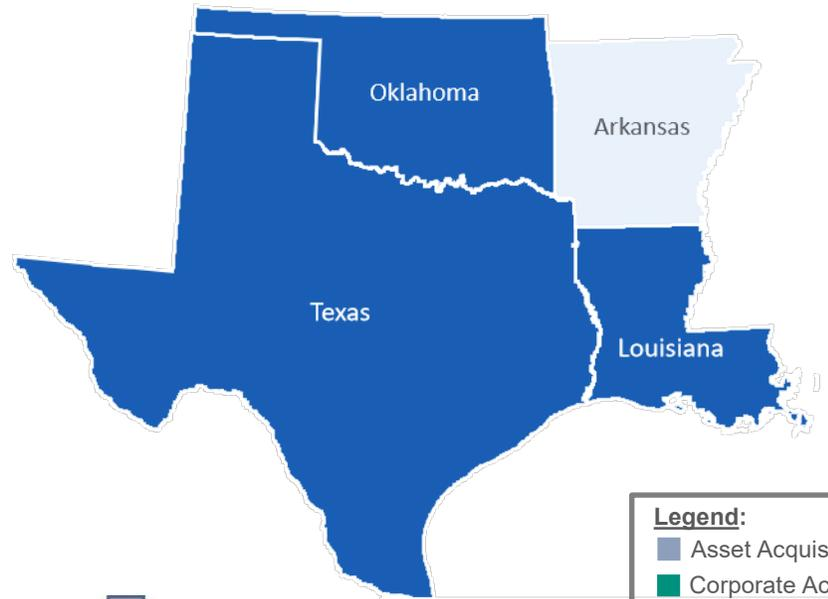 Oklahoma
Arkansas
Texas
Louisiana
Legend:
Asset Acquis
Corporate Ac